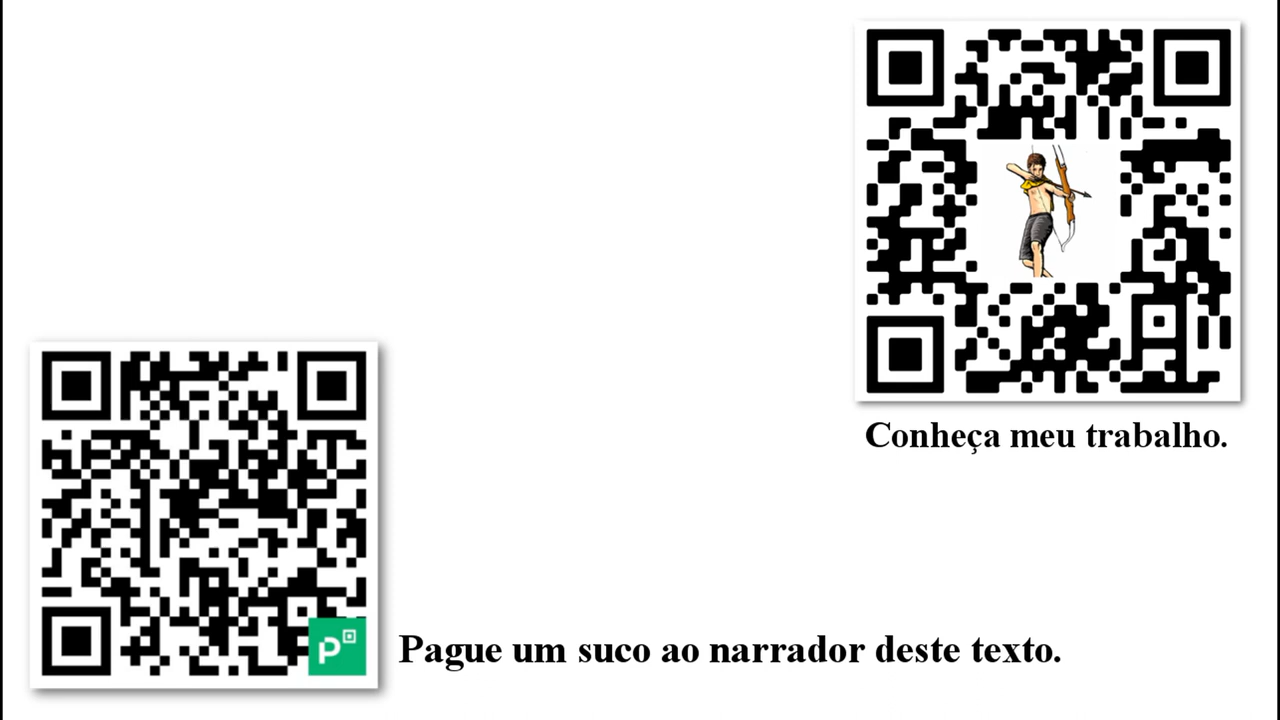 Conheça meu trabalho.
P
Pague um suco ao narrador deste texto.